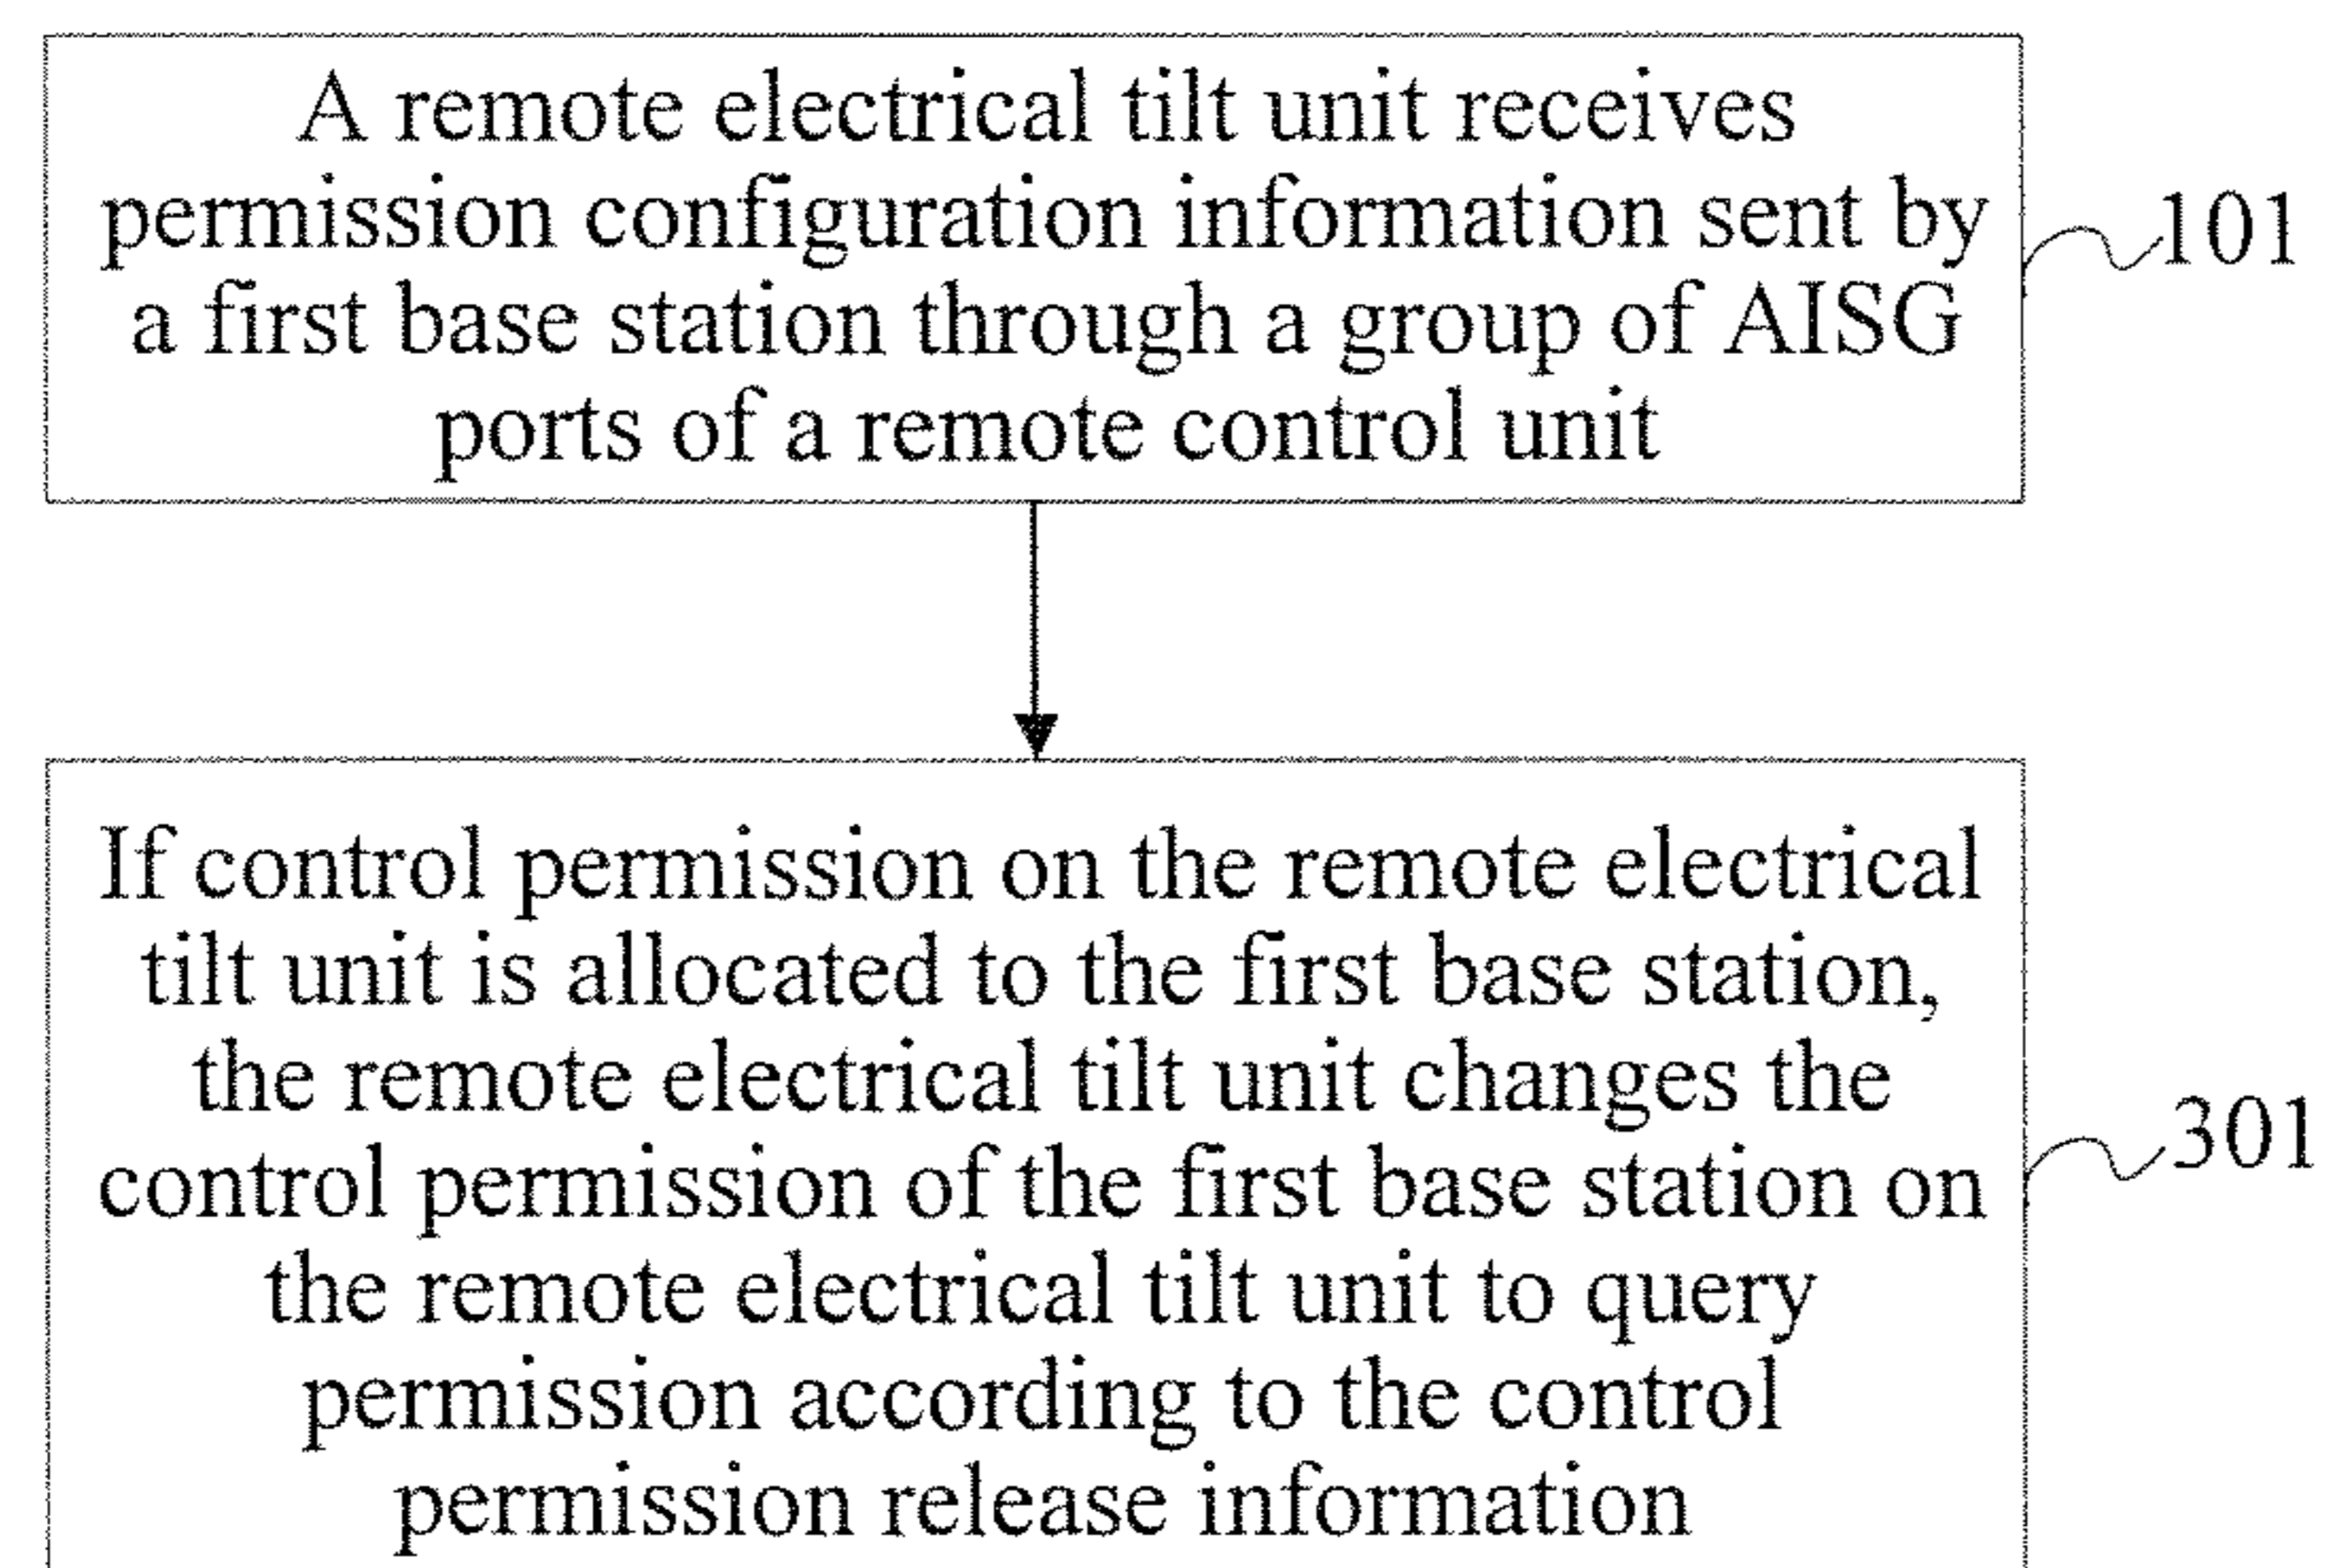 A remote electrical tilt unit receives
permission configuration information sent by
a first base station through a group of AISG
ports of a remote control unit
101
If control permission on the remote electrical
tilt unit is allocated to the first base station,
the remote electrical tilt unit changes the
control permission of the first base station on
the remote electrical tilt unit to query
permission according to the control
permission release information
301